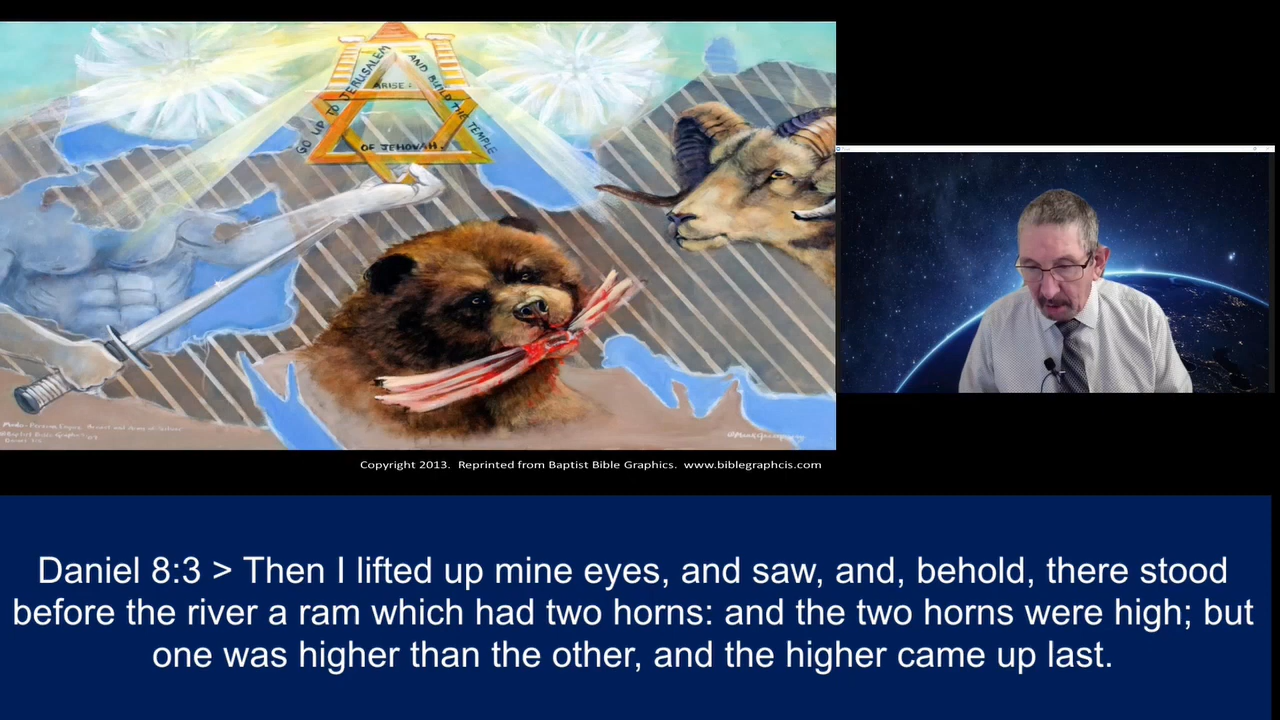 GO UP TO JERUSALEM
AND BUILD THE TEMPLE
ARISE:
OF JEHOVAH.
Medo-Persian Empire
Copyright 2013. Reprinted from Baptist Bible Graphics. www.biblegraphcis.com
Daniel 8:3 > Then I lifted up mine eyes, and saw, and, behold, there stood
before the river a ram which had two horns: and the two horns were high; but
one was higher than the other, and the higher came up last.